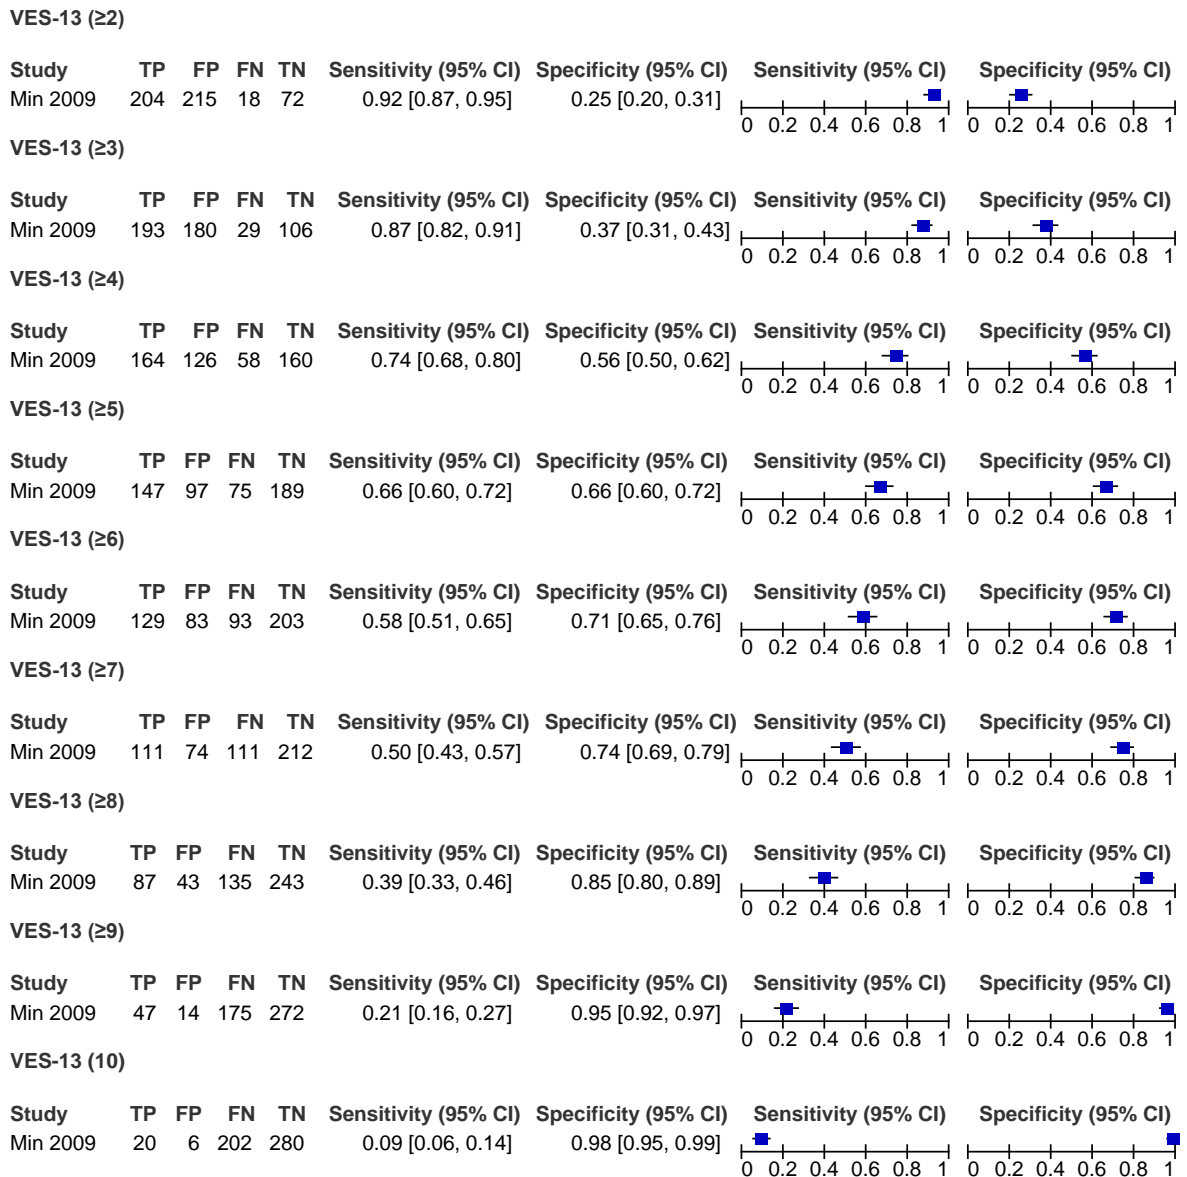 VES-13 (≥2)
Study TP FP FN TN Sensitivity (95% CI) Specificity (95% CI) Sensitivity (95% CI) Specificity (95% CI)
Min 2009 204 215 18 72 0.92 [0.87, 0.95] 0.25 [0.20, 0.31]
0 0.2 0.4 0.6 0.8 1 0 0.2 0.4 0.6 0.8 1
VES-13 (≥3)
Study TP FP FN TN Sensitivity (95% CI) Specificity (95% CI) Sensitivity (95% CI) Specificity (95% CI)
Min 2009 193 180 29 106 0.87 [0.82, 0.91] 0.37 [0.31, 0.43]
0 0.2 0.4 0.6 0.8 1 0 0.2 0.4 0.6 0.8 1
VES-13 (≥4)
Study TP FP FN TN Sensitivity (95% CI) Specificity (95% CI) Sensitivity (95% CI) Specificity (95% CI)
Min 2009 164 126 58 160 0.74 [0.68, 0.80] 0.56 [0.50, 0.62]
0 0.2 0.4 0.6 0.8 1 0 0.2 0.4 0.6 0.8 1
VES-13 (≥5)
Study TP FP FN TN Sensitivity (95% CI) Specificity (95% CI) Sensitivity (95% CI) Specificity (95% CI)
Min 2009 147 97 75 189 0.66 [0.60, 0.72] 0.66 [0.60, 0.72]
0 0.2 0.4 0.6 0.8 1 0 0.2 0.4 0.6 0.8 1
VES-13 (≥6)
Study TP FP FN TN Sensitivity (95% CI) Specificity (95% CI) Sensitivity (95% CI) Specificity (95% CI)
Min 2009 129 83 93 203 0.58 [0.51, 0.65] 0.71 [0.65, 0.76]
0 0.2 0.4 0.6 0.8 1 0 0.2 0.4 0.6 0.8 1
VES-13 (≥7)
Study TP FP FN TN Sensitivity (95% CI) Specificity (95% CI) Sensitivity (95% CI) Specificity (95% CI)
Min 2009 111 74 111 212 0.50 [0.43, 0.57] 0.74 [0.69, 0.79]
0 0.2 0.4 0.6 0.8 1 0 0.2 0.4 0.6 0.8 1
VES-13 (≥8)
Study TP FP FN TN Sensitivity (95% CI) Specificity (95% CI) Sensitivity (95% CI) Specificity (95% CI)
Min 2009 87 43 135 243 0.39 [0.33, 0.46] 0.85 [0.80, 0.89]
0 0.2 0.4 0.6 0.8 1 0 0.2 0.4 0.6 0.8 1
VES-13 (≥9)
Study TP FP FN TN Sensitivity (95% CI) Specificity (95% CI) Sensitivity (95% CI) Specificity (95% CI)
Min 2009 47 14 175 272 0.21 [0.16, 0.27] 0.95 [0.92, 0.97]
0 0.2 0.4 0.6 0.8 1 0 0.2 0.4 0.6 0.8 1
VES-13 (10)
Study TP FP FN TN Sensitivity (95% CI) Specificity (95% CI) Sensitivity (95% CI) Specificity (95% CI)
Min 2009 20 6 202 280 0.09 [0.06, 0.14] 0.98 [0.95, 0.99]
0 0.2 0.4 0.6 0.8 1 0 0.2 0.4 0.6 0.8 1